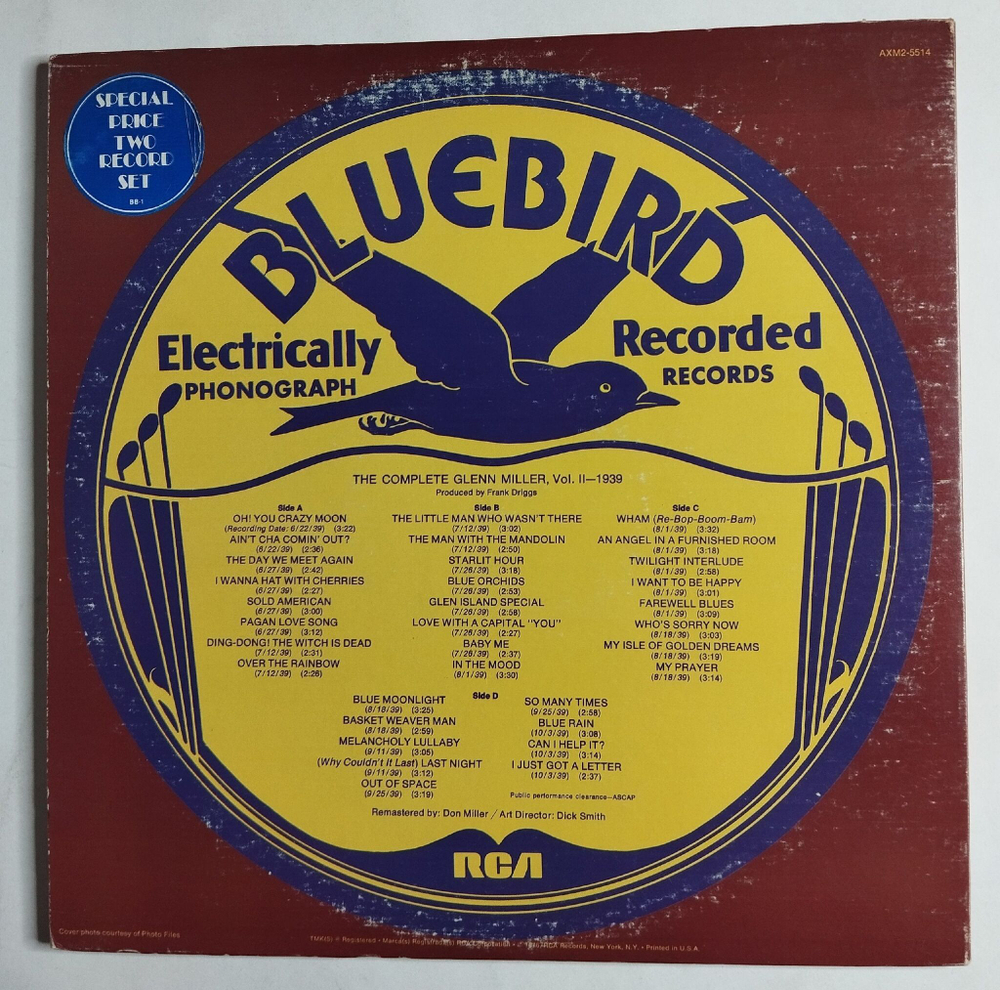 AXM2-5514
SPECIAL
PRICE
TWO
RECORD
SET
BB-1
BLUEBIRD
Electrically
PHONOGRAPH
Recorded
RECORDS
THE COMPLETE GLENN MILLER, Vol. II—1939
Produced by Frank Driggs
Side A
OH! YOU CRAZY MOON
(Recording Date: 6/22/39) (3:22)
AIN'T CHA COMIN' OUT?
(6/22/39) (2:36)
THE DAY WE MEET AGAIN
(6/27/39) (2:42)
I WANNA HAT WITH CHERRIES
(6/27/39) (2:27)
SOLD AMERICAN
(6/27/39) (3:00)
PAGAN LOVE SONG
(6/27/39) (3:12)
DING-DONG! THE WITCH IS DEAD
(7/12/39) (2:31)
OVER THE RAINBOW
(7/12/39) (2:26)
Side B
THE LITTLE MAN WHO WASN'T THERE
(7/12/39) (3:02)
THE MAN WITH THE MANDOLIN
(7/12/39) (2:50)
STARLIT HOUR
(7/26/39) (3:18)
BLUE ORCHIDS
(7/26/39) (2:53)
GLEN ISLAND SPECIAL
(7/26/39) (2:58)
LOVE WITH A CAPITAL "YOU"
(7/26/39) (2:27)
BABY ME
(7/26/39) (2:37)
IN THE MOOD
(8/1/39) (3:30)
Side C
WHAM (Re-Bop-Boom-Bam)
(8/1/39) (3:32)
AN ANGEL IN A FURNISHED ROOM
(8/1/39) (3:18)
TWILIGHT INTERLUDE
(8/1/39) (2:58)
I WANT TO BE HAPPY
(8/1/39) (3:01)
FAREWELL BLUES
(8/1/39) (3:09)
WHO'S SORRY NOW
(8/18/39) (3:03)
MY ISLE OF GOLDEN DREAMS
(8/18/39) (3:19)
MY PRAYER
(8/18/39) (3:14)
Side D
BLUE MOONLIGHT
(8/18/39) (3:25)
BASKET WEAVER MAN
(8/18/39) (2:59)
MELANCHOLY LULLABY
(9/11/39) (3:05)
(Why Couldn't It Last) LAST NIGHT
(9/11/39) (3:12)
OUT OF SPACE
(9/25/39) (3:19)
SO MANY TIMES
(9/25/39) (2:58)
BLUE RAIN
(10/3/39) (3:08)
CAN I HELP IT?
(10/3/39) (3:14)
I JUST GOT A LETTER
(10/3/39) (2:37)
Public performance clearance—ASCAP
Remastered by: Don Miller / Art Director: Dick Smith
RCA
Cover photo courtesy of Photo Files
TMK(S) ® Registered • Marca(s) Registrada(s) RCA Records, New York, N.Y. • Printed in U.S.A.